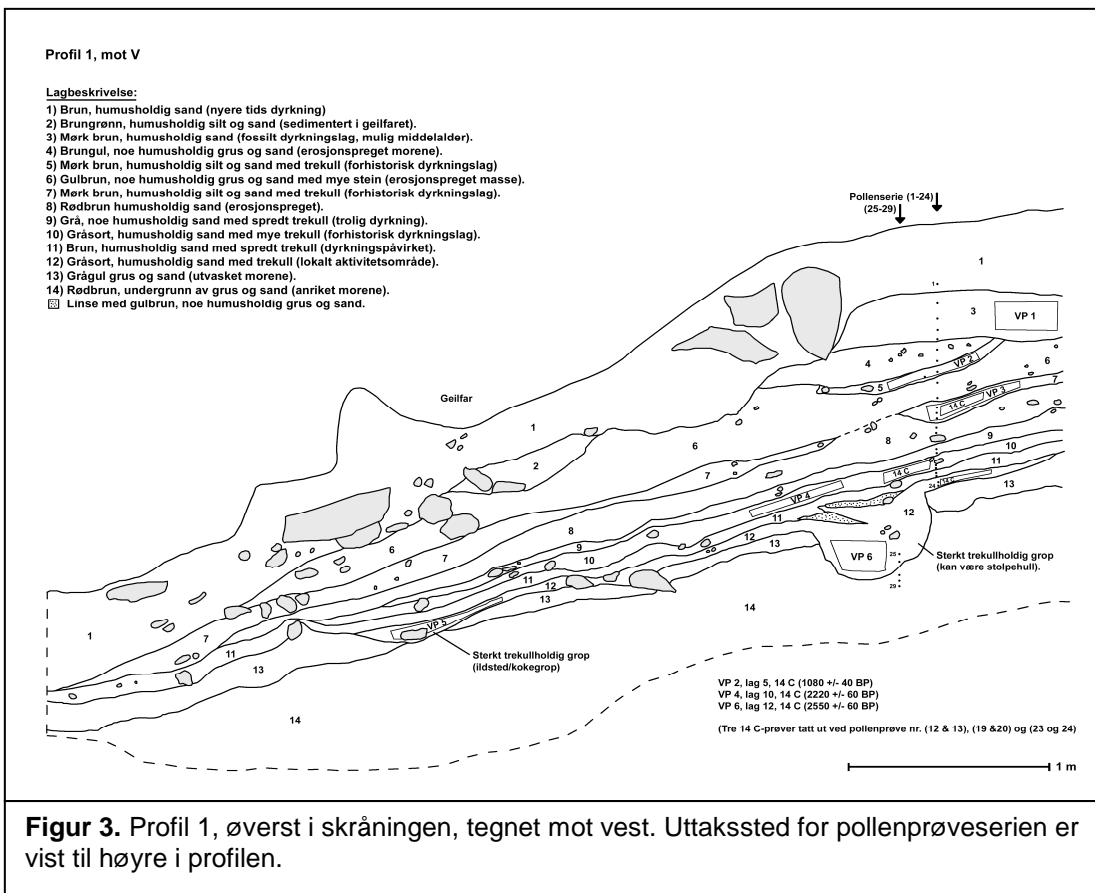 Profil 1, mot V
Lagbeskrivelse:
1) Brun, humusholdig sand (nyere tids dyrkning)
2) Brungrønn, humusholdig silt og sand (sedimentert i geilfaret).
3) Mørk brun, humusholdig sand (fossilt dyrkningslag, mulig middelalder).
4) Brungul, noe humusholdig grus og sand (erosjonspreget morene).
5) Mørk brun, humusholdig silt og sand med trekull (forhistorisk dyrkningslag)
6) Gulbrun, noe humusholdig grus og sand med mye stein (erosjonspreget masse).
7) Mørk brun, humusholdig silt og sand med trekull (forhistorisk dyrkningslag).
8) Rødbrun humusholdig sand (erosjonspreget).
9) Grå, noe humusholdig sand med spredt trekull (trolig dyrkning).
10) Gråsort, humusholdig sand med mye trekull (forhistorisk dyrkningslag).
11) Brun, humusholdig sand med spredt trekull (dyrkningspåvirket).
12) Gråsort, humusholdig sand med trekull (lokalt aktivitetsområde).
13) Grågul grus og sand (utvasket morene).
14) Rødbrun, undergrunn av grus og sand (anriket morene).
Linse med gulbrun, noe humusholdig grus og sand.
Pollenserie (1-24)
(25-29)
1
1
3
VP 1
4
VP 2
6
5
7
14 C
VP 3
Geilfar
1
6
8
9
2
10
7
14 C
11
24
14 C
13
VP 4
11
12
8
12
13
VP 6
25
29
Sterkt trekullholdig grop
(kan være stolpehull).
6
7
9
10
11
12
13
14
VP 5
1
7
11
13
Sterkt trekullholdig grop
(ildsted/kokegrop)
14
VP 2, lag 5, 14 C (1080 +/- 40 BP)
VP 4, lag 10, 14 C (2220 +/- 60 BP)
VP 6, lag 12, 14 C (2550 +/- 60 BP)
(Tre 14 C-prøver tatt ut ved pollenprøve nr. (12 & 13), (19 &20) og (23 og 24)
1 m
Figur 3. Profil 1, øverst i skråningen, tegnet mot vest. Uttakssted for pollenprøveserien er
vist til høyre i profilen.